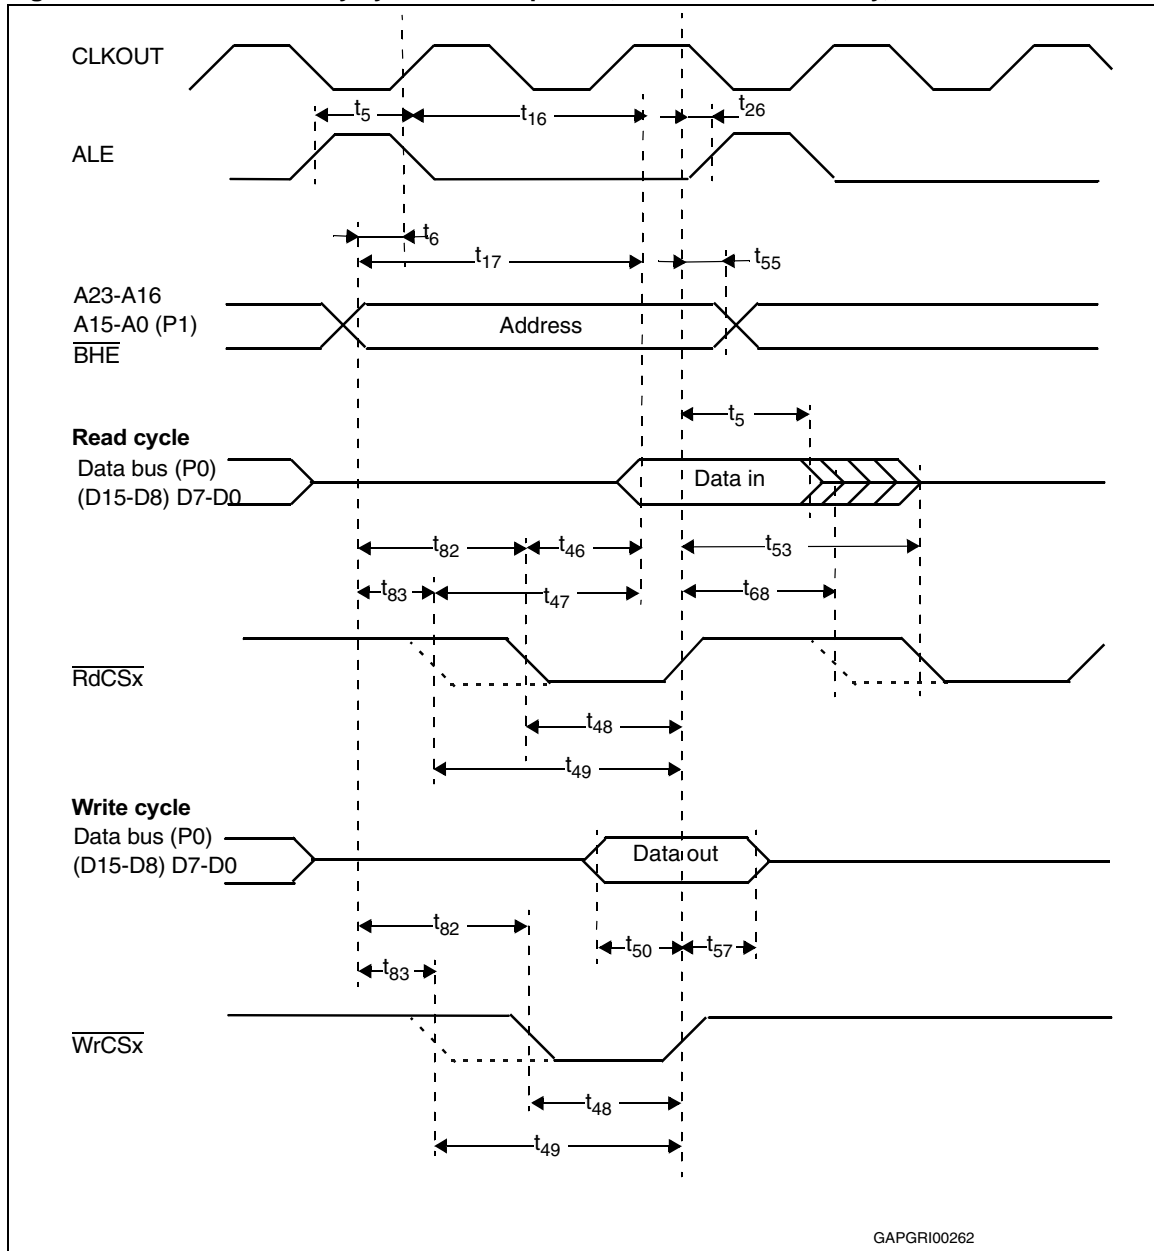 CLKOUT
t5
t16
t26
ALE
t6
t17
t55
A23-A16
A15-A0 (P1)
Address
BHE
t5
Read cycle
Data bus (P0)
Data in
(D15-D8) D7-D0
t82
t46
t53
t83
t47
t68
RdCSx
t48
t49
Write cycle
Data bus (P0)
Data out
(D15-D8) D7-D0
t82
t50
t57
t83
WrCSx
t48
t49
GAPGRI00262